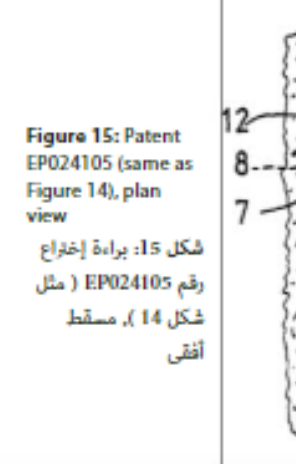 Figure 15: Patent
EP024105 (same as
Figure 14), plan
view
شكل 15: براءة إختراع
رقم EP024105 ( مثل
شكل 14 )، مسقط
أفقى
12
8
7